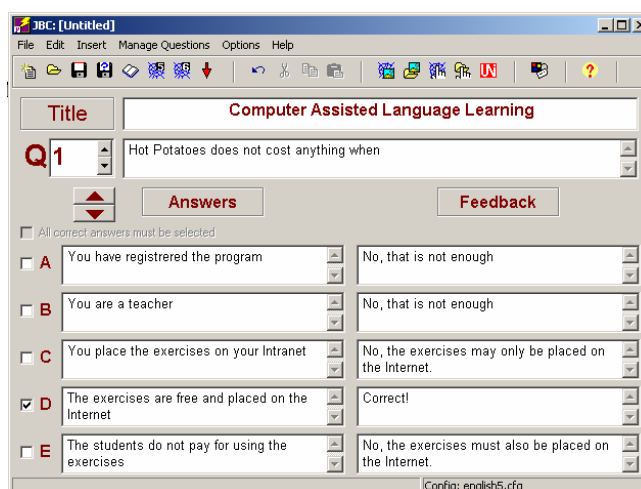 JBC: [Untitled]
File Edit Insert Manage Questions Options Help
Title
Computer Assisted Language Learning
Q 1
Hot Potatoes does not cost anything when
Answers
Feedback
All correct answers must be selected
A
You have registrered the program
No, that is not enough
B
You are a teacher
No, that is not enough
C
You place the exercises on your Intranet
No, the exercises may only be placed on
the Internet.
D
The exercises are free and placed on the
Internet
Correct!
E
The students do not pay for using the
exercises
No, the exercises must also be placed on
the Internet.
Config: english5.cfg